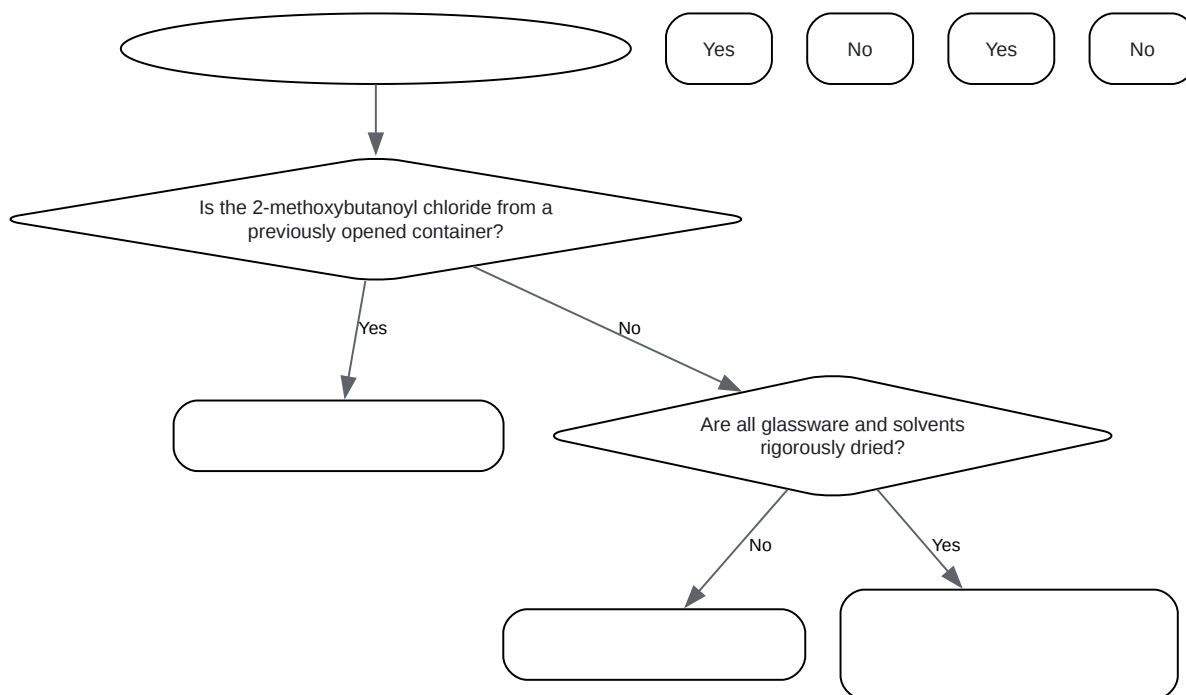 Yes
No
Yes
No
Is the 2-methoxybutanoyl chloride from a
previously opened container?
Yes
No
Are all glassware and solvents
rigorously dried?
No
Yes